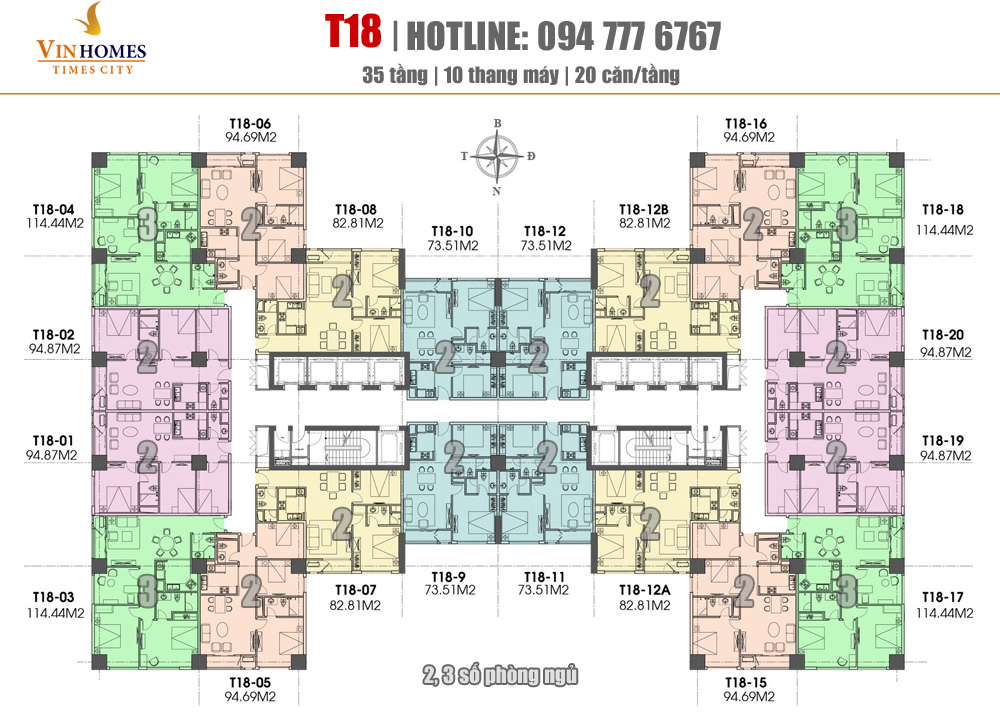 VINHOMES
TIMES CITY
T18 | HOTLINE: 094 777 6767
35 tầng | 10 thang máy | 20 căn/tầng
B
T
Đ
N
T18-06
94.69M2
T18-16
94.69M2
T18-04
114.44M2
T18-08
82.81M2
T18-10
73.51M2
T18-12
73.51M2
T18-12B
82.81M2
T18-18
114.44M2
3
2
2
3
2
2
T18-02
94.87M2
T18-20
94.87M2
2
2
2
2
T18-01
94.87M2
T18-19
94.87M2
2
2
2
2
2
2
T18-03
114.44M2
T18-07
82.81M2
T18-9
73.51M2
T18-11
73.51M2
T18-12A
82.81M2
T18-17
114.44M2
3
2
2
3
T18-05
94.69M2
2, 3 số phòng ngủ
T18-15
94.69M2